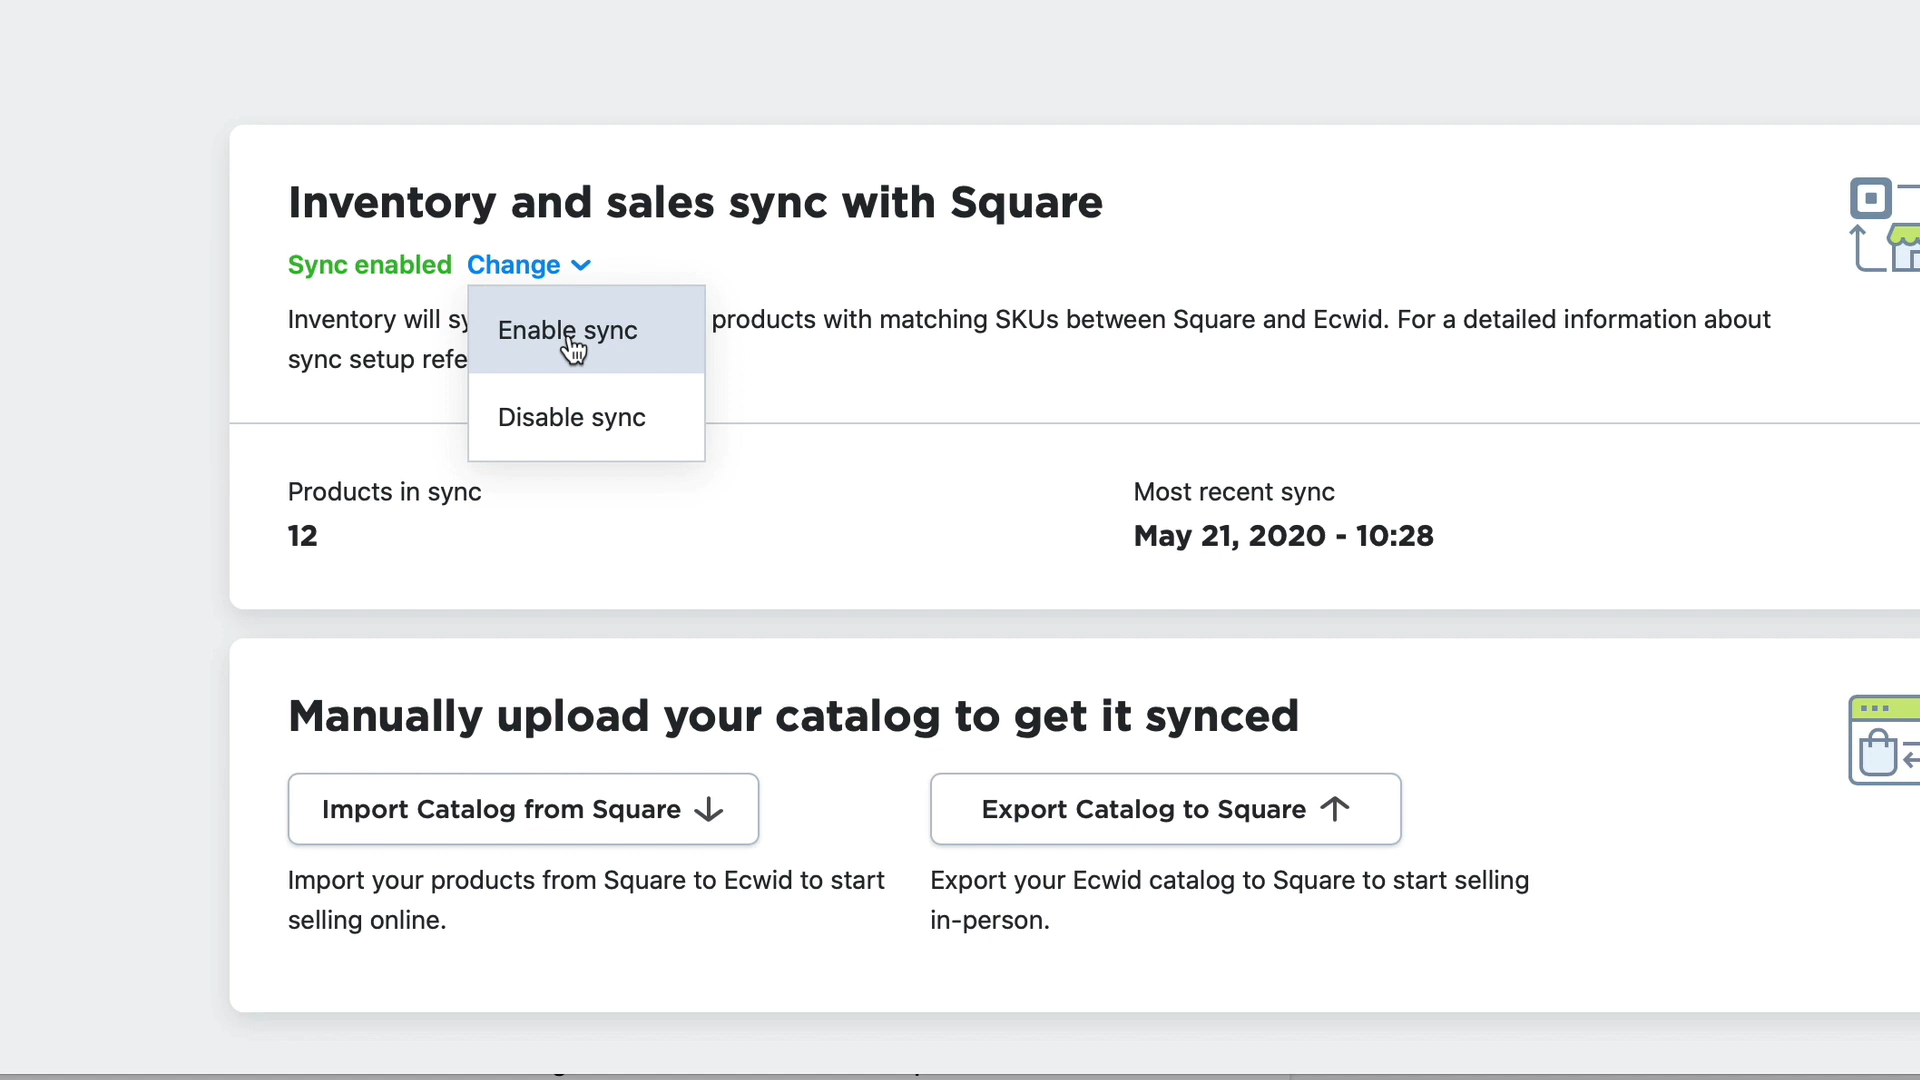 Inventory and sales sync with Square
Sync enabled Change
Inventory will products with matching SKUs between Square and Ecwid. For a detailed information about
sync setup
Enable sync
Disable sync
Products in sync
12
Most recent sync
May 21, 2020 - 10:28
Manually upload your catalog to get it synced
Import Catalog from Square
Import your products from Square to Ecwid to start
selling online.
Export Catalog to Square
Export your Ecwid catalog to Square to start selling
in-person.